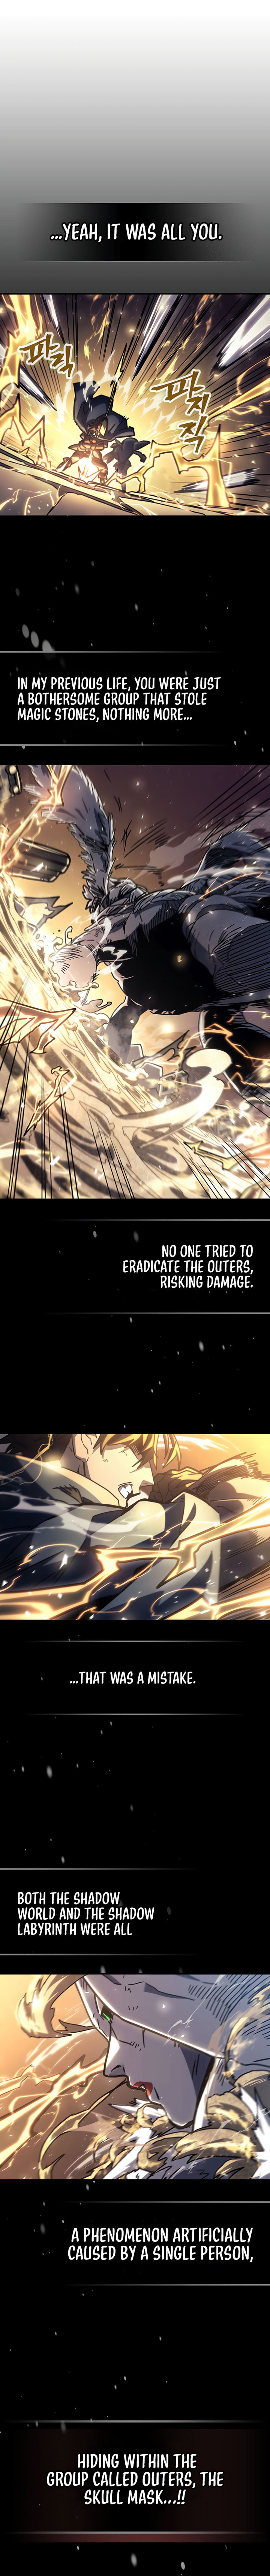 ...YEAH, IT WAS ALL YOU.
파릭
파지직
IN MY PREVIOUS LIFE, YOU WERE JUST
A BOTHERSOME GROUP THAT STOLE
MAGIC STONES, NOTHING MORE...
NO ONE TRIED TO
ERADICATE THE OUTERS,
RISKING DAMAGE.
...THAT WAS A MISTAKE.
BOTH THE SHADOW
WORLD AND THE SHADOW
LABYRINTH WERE ALL
A PHENOMENON ARTIFICIALLY
CAUSED BY A SINGLE PERSON,
HIDING WITHIN THE
GROUP CALLED OUTERS, THE
SKULL MASK...!!